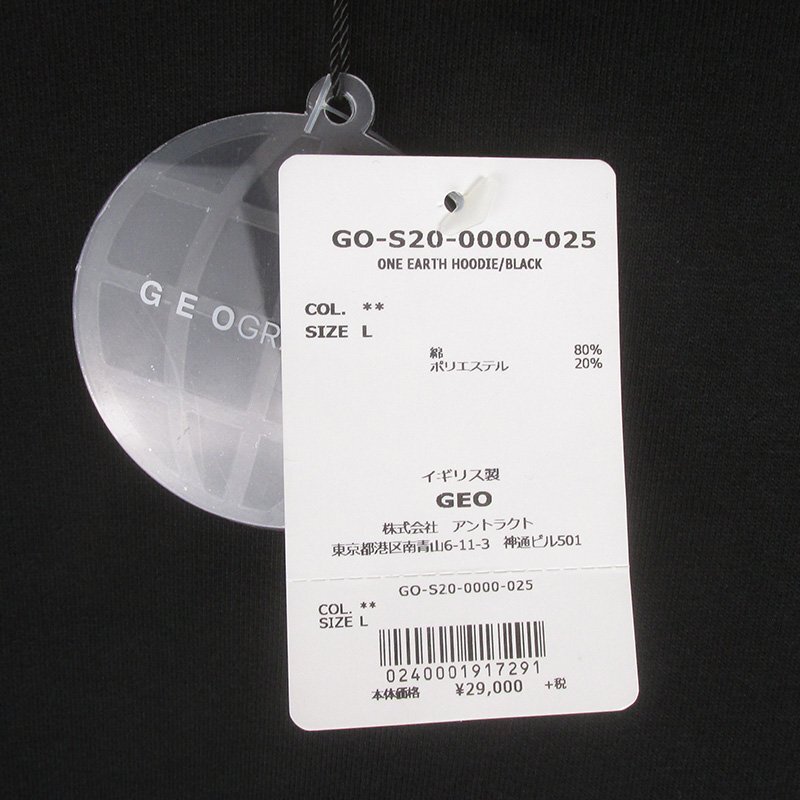 GEOGR
GO-S20-0000-025
ONE EARTH HOODIE/BLACK
COL. **
SIZE L
綿 80%
ポリエステル 20%
イギリス製
GEO
株式会社 アントラクト
東京都港区南青山6-11-3 神通ビル501
GO-S20-0000-025
COL. **
SIZE L
0240001917291
本体価格 ¥29,000 +税